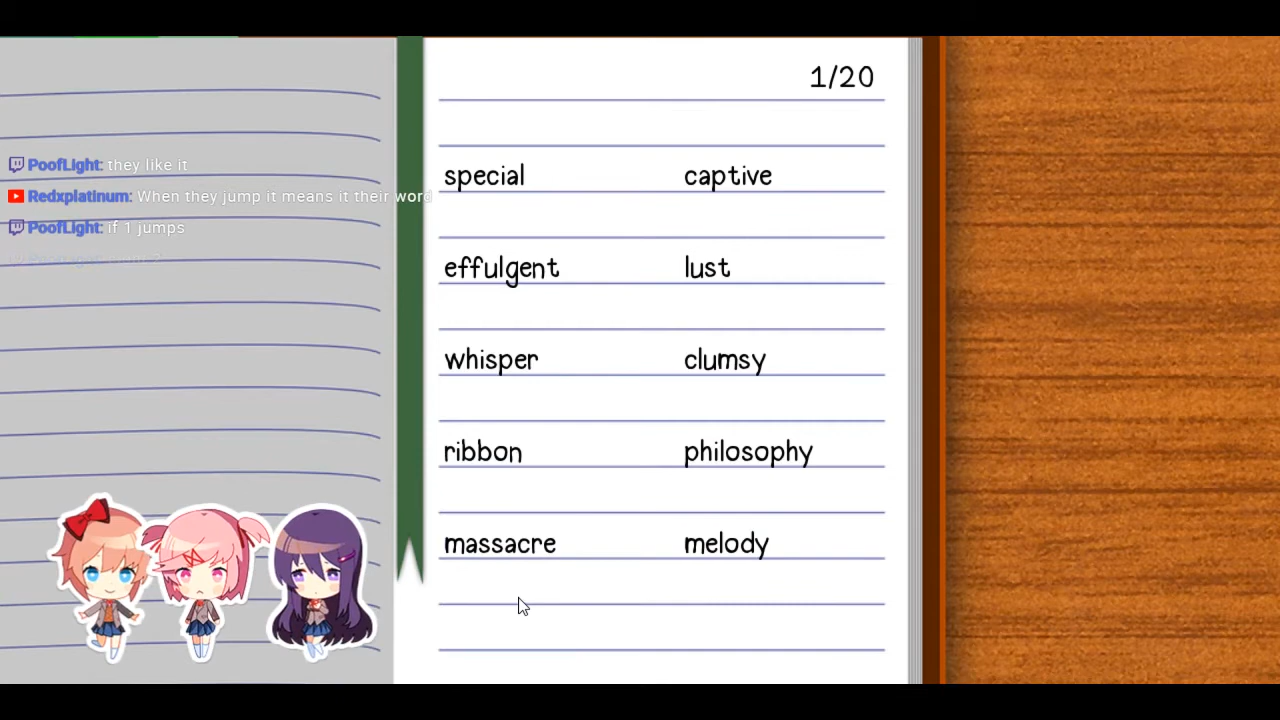 1/20
PoofLight: they like it
special captive
Redxplatinum: When they jump it means it their word
PoofLight: if 1 jumps
effulgent lust
whisper clumsy
ribbon philosophy
massacre melody